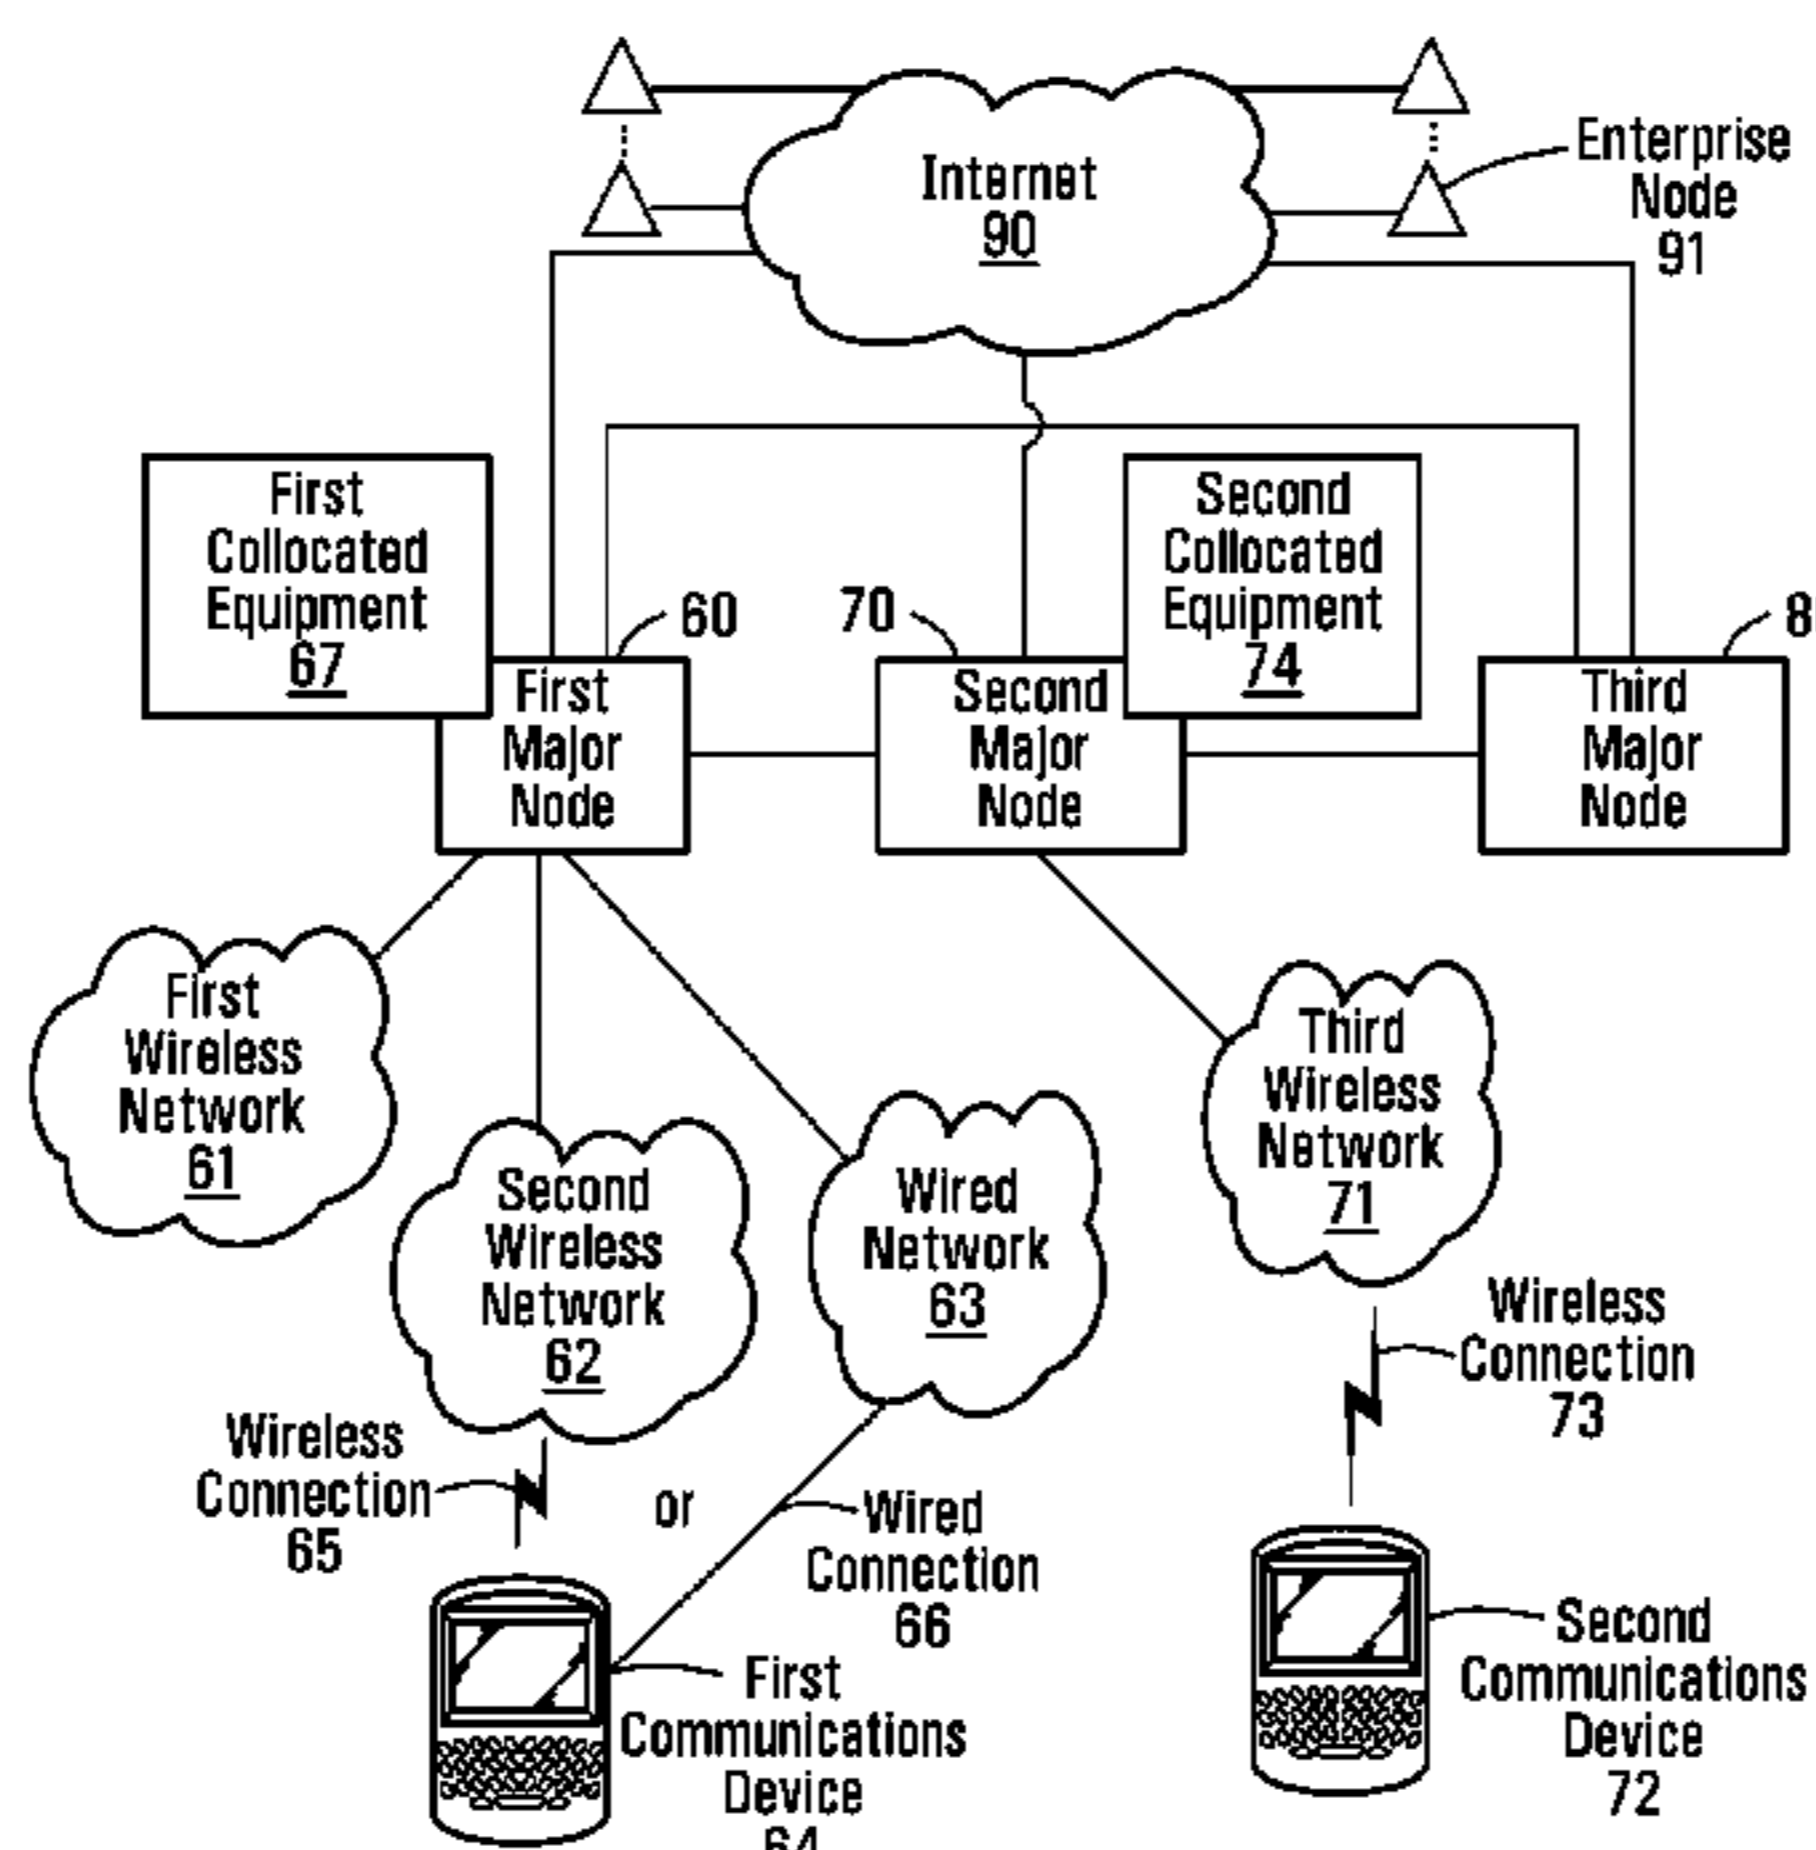 Internet
90
Enterprise
Node
91
First
Collocated
Equipment
67
60
70
Second
Collocated
Equipment
74
8
First
Major
Node
Second
Major
Node
Third
Major
Node
First
Wireless
Network
61
Second
Wireless
Network
62
Wired
Network
63
Third
Wireless
Network
71
Wireless
Connection
73
Wireless
Connection
65
or
Wired
Connection
66
First
Communications
Device
64
Second
Communications
Device
72